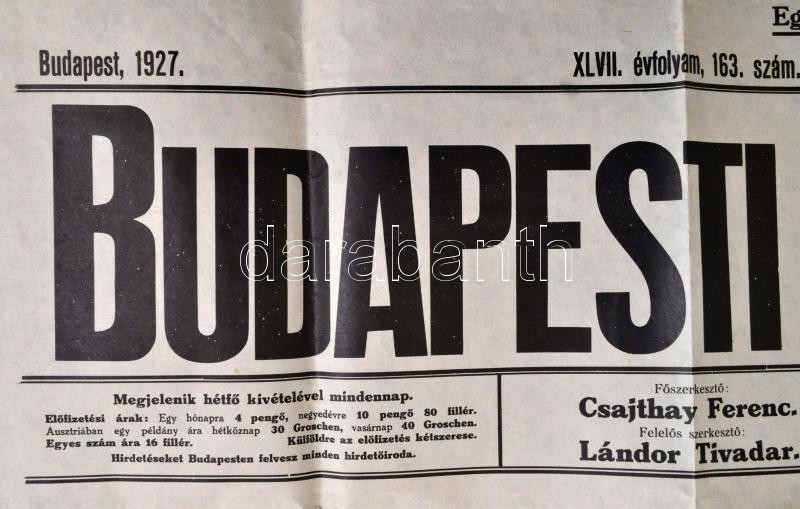 Eg
Budapest, 1927.
XLVII. évfolyam, 163. szám.
BUDAPESTI
Megjelenik hétfő kivételével mindennap.
Előfizetési árak: Egy hónapra 4 pengő, negyedévre 10 pengő 80 fillér.
Ausztriában egy példány ára hétköznap 30 Groschen, vasárnap 40 Groschen.
Egyes szám ára 16 fillér. Külföldre az előfizetés kétszerese.
Hirdetéseket Budapesten felvesz minden hirdetőiroda.
Főszerkesztő:
Csajthay Ferenc.
Felelős szerkesztő:
Lándor Tivadar.
darabanth